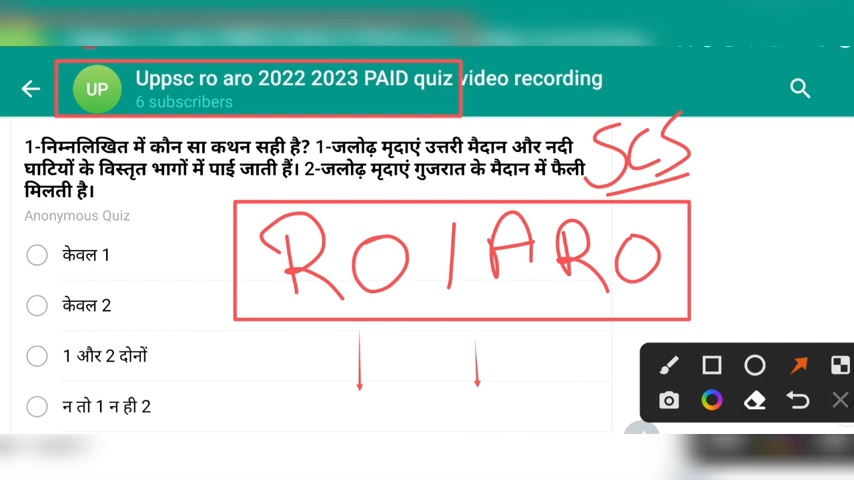 UP
Uppsc ro aro 2022 2023 PAID quiz video recording
6 subscribers
1-निम्नलिखित में कौन सा कथन सही है? 1-जलोढ़ मृदाएं उत्तरी मैदान और नदी
घाटियों के विस्तृत भागों में पाई जाती हैं। 2-जलोढ़ मृदाएं गुजरात के मैदान में फैली
मिलती है।
SCS
Anonymous Quiz
RO/ARO
केवल 1
केवल 2
1 और 2 दोनों
न तो 1 न ही 2